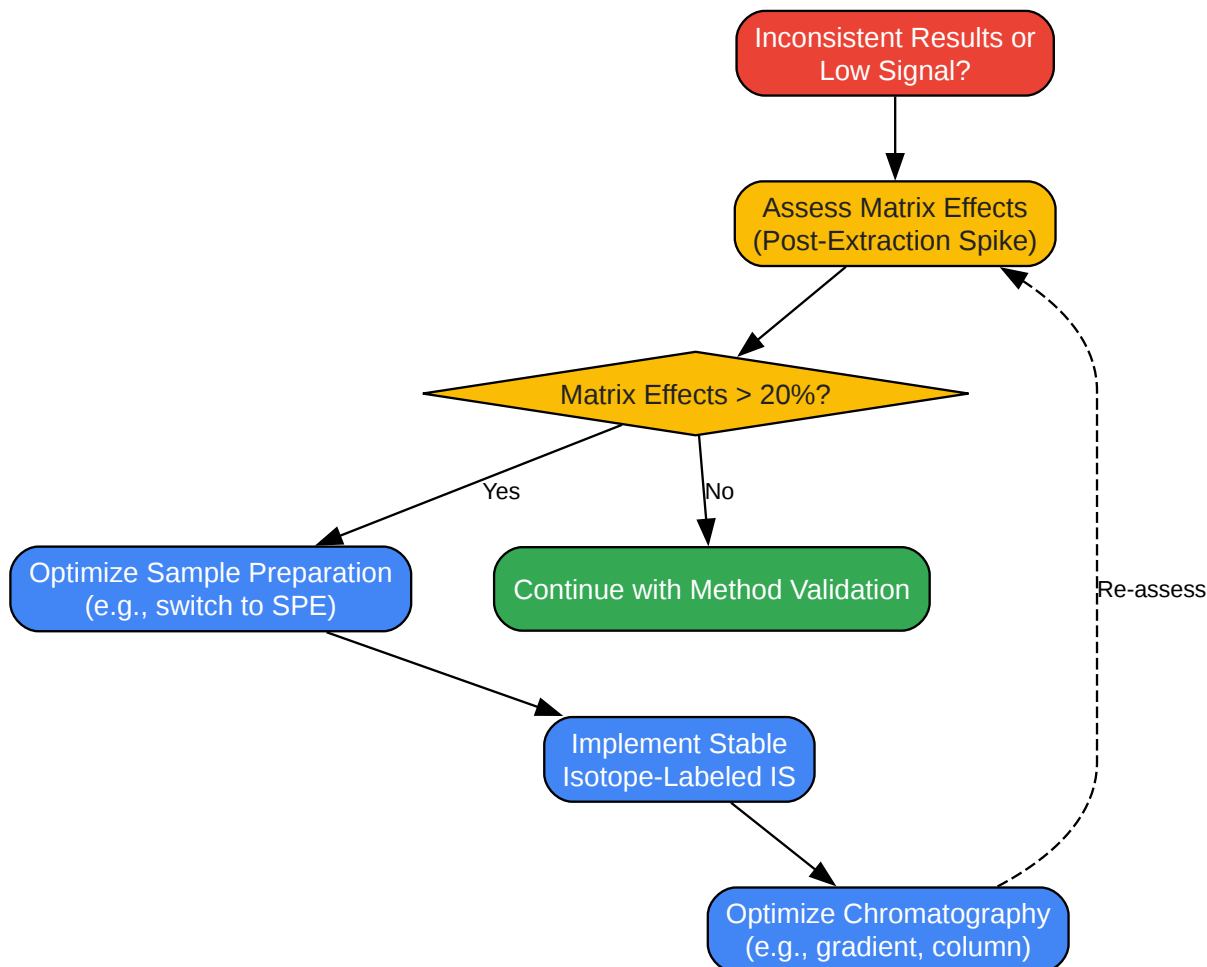 Inconsistent Results or
Low Signal?
Assess Matrix Effects
(Post-Extraction Spike)
Matrix Effects > 20%?
Yes
No
Optimize Sample Preparation
(e.g., switch to SPE)
Continue with Method Validation
Re-assess
Implement Stable
Isotope-Labeled IS
Optimize Chromatography
(e.g., gradient, column)